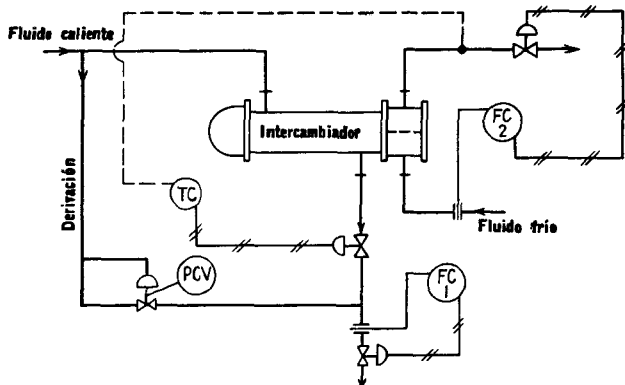 Fluido caliente
FC
2
Intercambiador
Derivación
TC
Fluido frío
PCV
FC
1